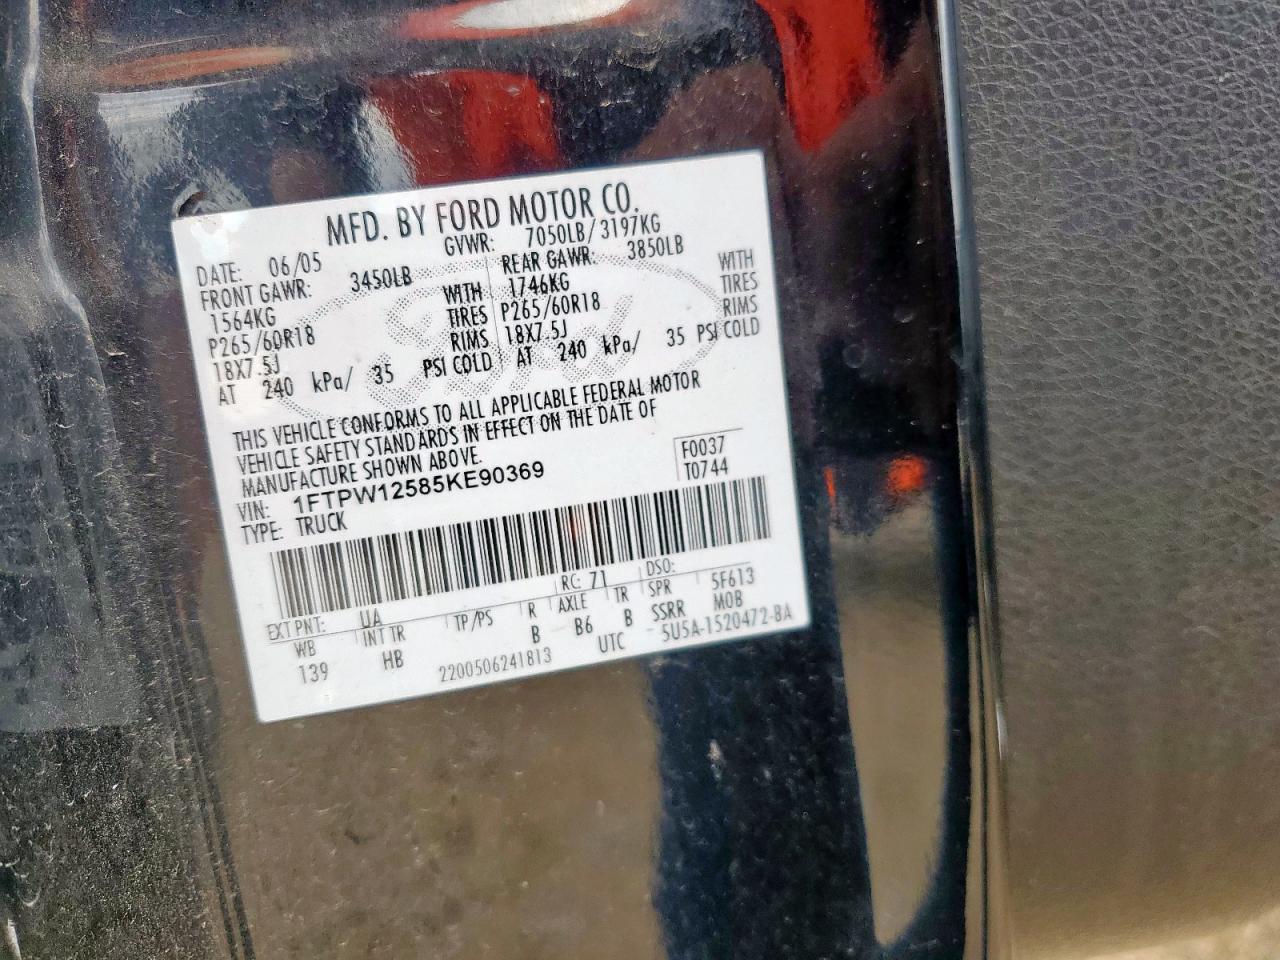 MFD. BY FORD MOTOR CO.
DATE: 06/05 GVWR: 7050LB/3197KG
FRONT GAWR: 3450LB REAR GAWR: 3850LB
1564KG WITH 1746KG WITH
P265/60R18 TIRES P265/60R18 TIRES
18X7.5J RIMS 18X7.5J RIMS
AT 240 kPa/ 35 PSI COLD AT 240 kPa/ 35 PSI COLD
THIS VEHICLE CONFORMS TO ALL APPLICABLE FEDERAL MOTOR
VEHICLE SAFETY STANDARDS IN EFFECT ON THE DATE OF
MANUFACTURE SHOWN ABOVE.
VIN: 1FTPW12585KE90369 F0037
TYPE: TRUCK T0744
EXT PNT: UA RC: 71 DSO:
WB INT TR TP/PS R AXLE TR SPR 5F613
139 HB B B6 B SSRR MOB
2200506241813 UTC 5U5A-1520472-BA